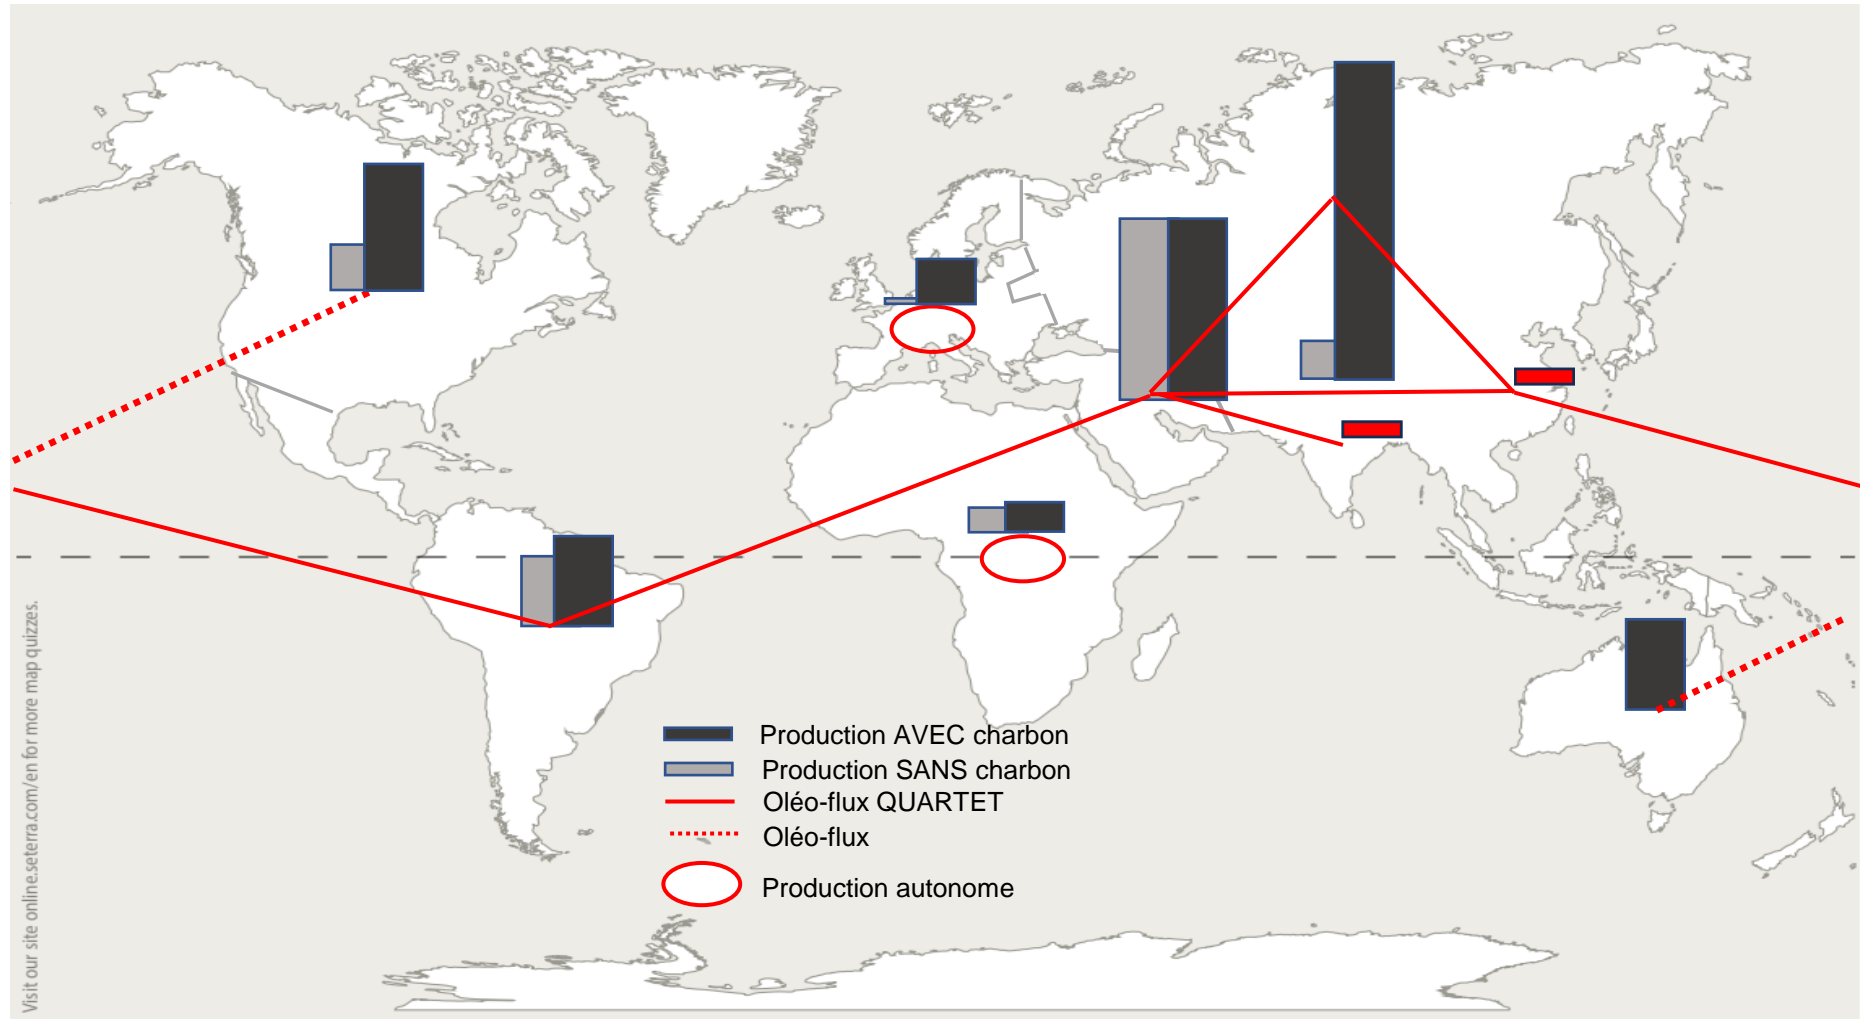 Visit our site online.seterra.com/en for more map quizzes.
Production AVEC charbon
Production SANS charbon
Oléo-flux QUARTET
Oléo-flux
Production autonome